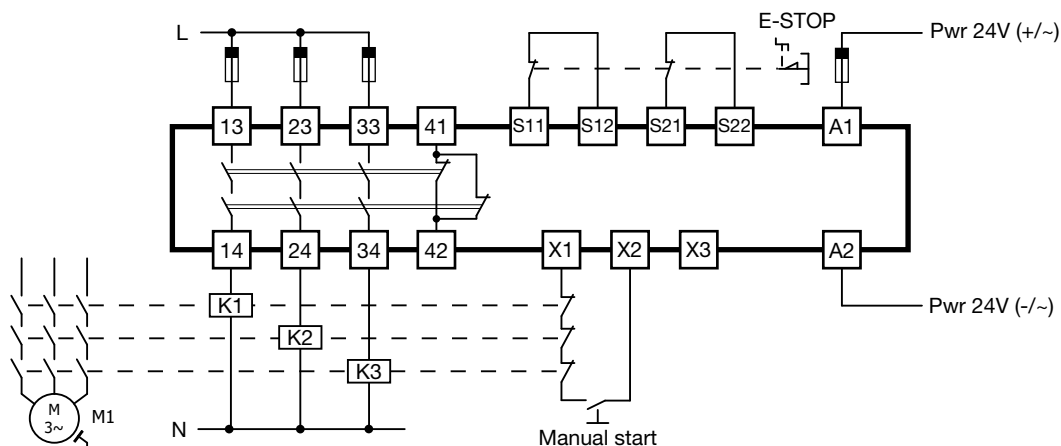 E-STOP
L
Pwr 24V (+/~)
13 23 33 41 S11 S12 S21 S22 A1
14 24 34 42 X1 X2 X3 A2
K1
Pwr 24V (-/~)
K2
K3
M
3~
M1
N
Manual start